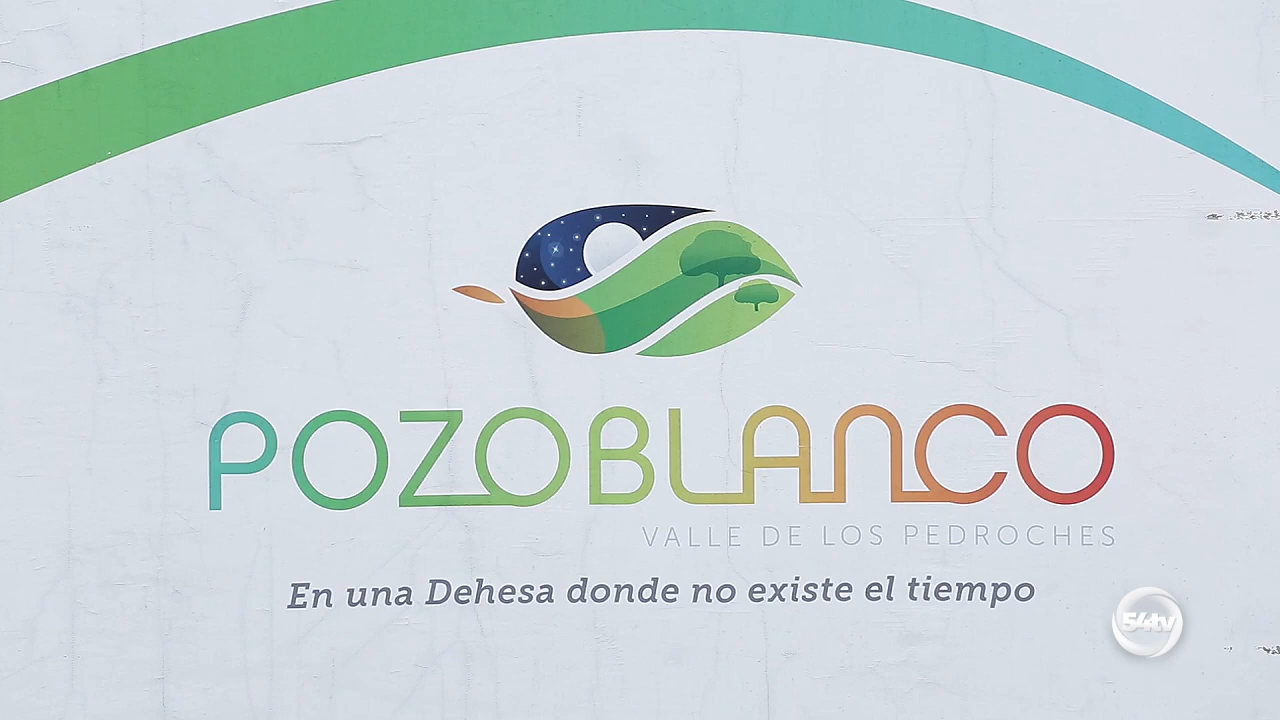 POZOBLANCO
VALLE DE LOS PEDROCHES
En una Dehesa donde no existe el tiempo
54tv